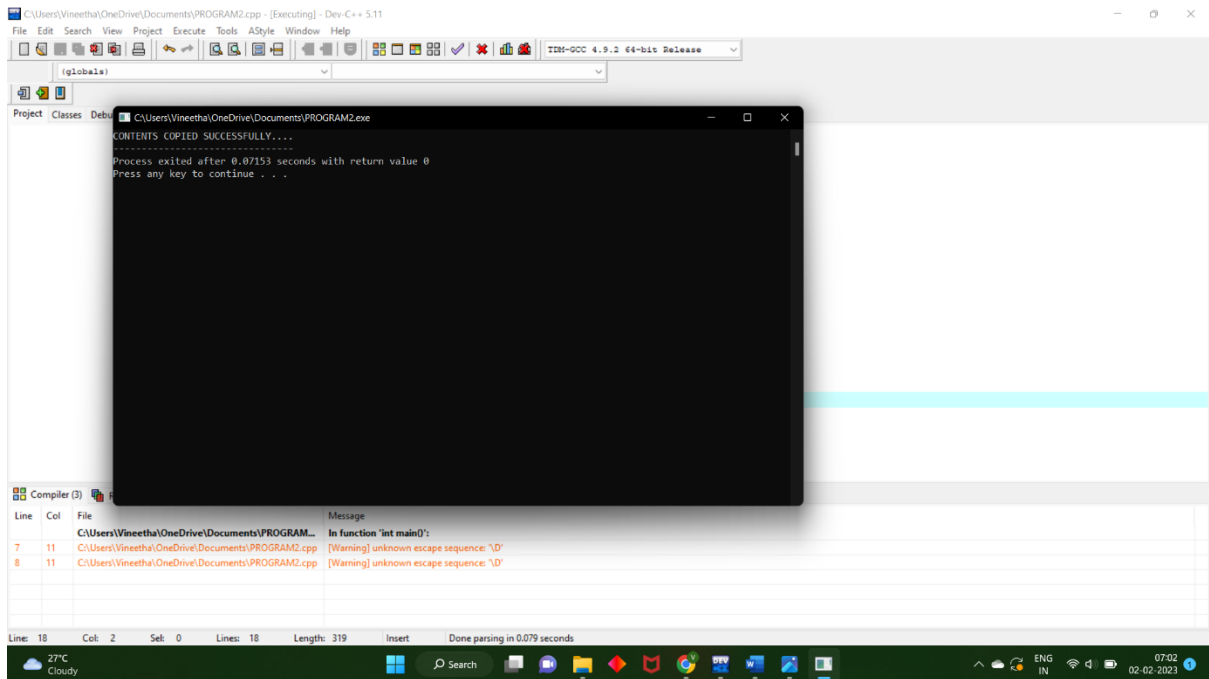 C:\Users\Vineetha\OneDrive\Documents\PROGRAM2.cpp - [Executing] - Dev-C++ 5.11
File Edit Search View Project Execute Tools AStyle Window Help
TDM-GCC 4.9.2 64-bit Release
(globals)
Project Classes Debu
C:\Users\Vineetha\OneDrive\Documents\PROGRAM2.exe
CONTENTS COPIED SUCCESSFULLY....
--------------------------------
Process exited after 0.07153 seconds with return value 0
Press any key to continue . . .
Compiler (3)
Line Col File Message
C:\Users\Vineetha\OneDrive\Documents\PROGRAM... In function 'int main()':
7 11 C:\Users\Vineetha\OneDrive\Documents\PROGRAM2.cpp [Warning] unknown escape sequence: '\D'
8 11 C:\Users\Vineetha\OneDrive\Documents\PROGRAM2.cpp [Warning] unknown escape sequence: '\D'
Line: 18 Col: 2 Sel: 0 Lines: 18 Length: 319 Insert Done parsing in 0.079 seconds
27°C
Cloudy
Search
DEV
W
ENG
IN
07:02
02-02-2023
1